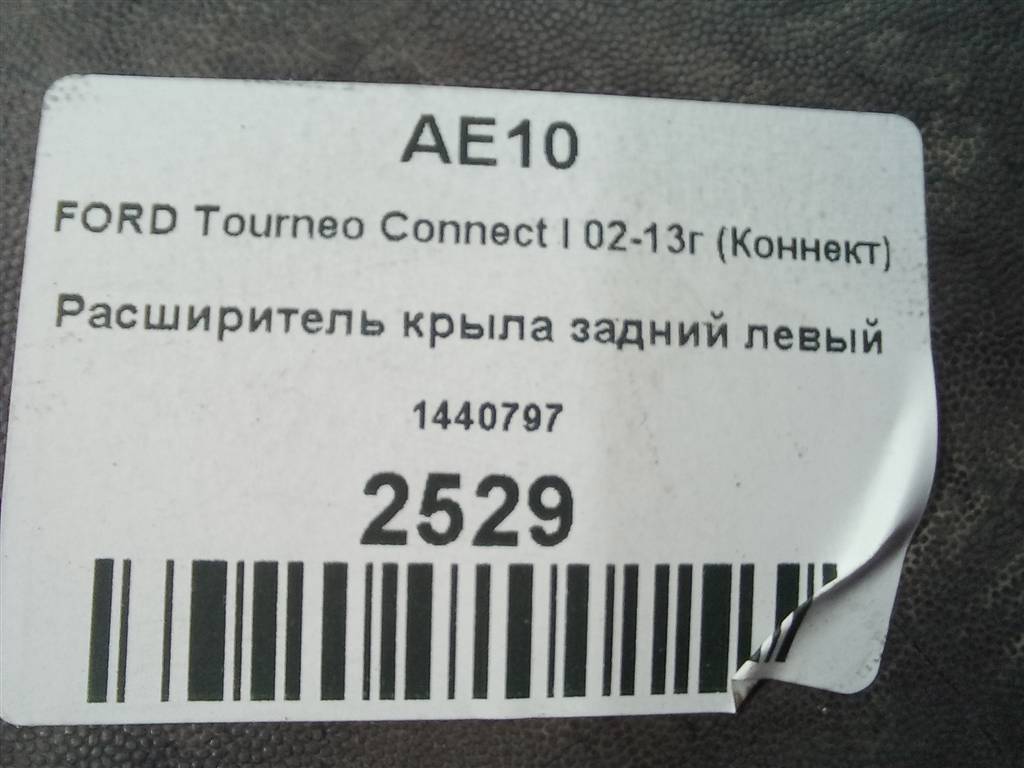 AE10
FORD Tourneo Connect I 02-13г (Коннект)
Расширитель крыла задний левый
1440797
2529